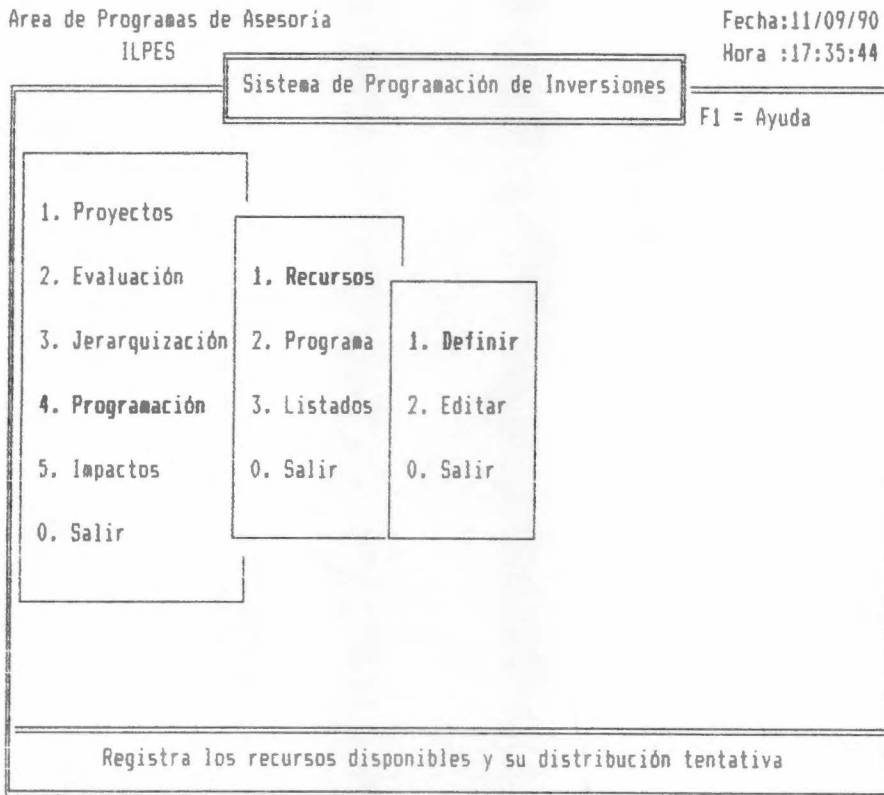 Area de Programas de Asesoría
Fecha:11/09/90
ILPES
Hora :17:35:44
Sistema de Programación de Inversiones
F1 = Ayuda
1. Proyectos
2. Evaluación
3. Jerarquización
4. Programación
5. Impactos
0. Salir
1. Recursos
2. Programa
3. Listados
0. Salir
1. Definir
2. Editar
0. Salir
Registra los recursos disponibles y su distribución tentativa